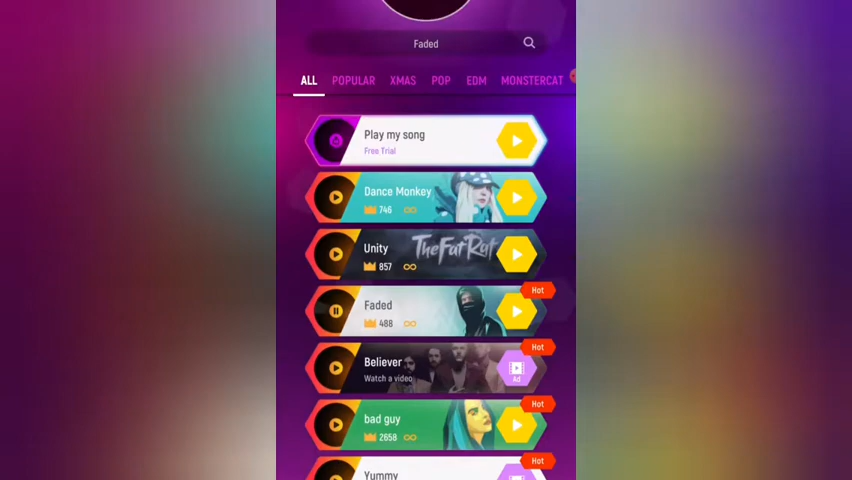 Faded
ALL POPULAR XMAS POP EDM MONSTERCAT
Play my song
Free Trial
Dance Monkey
746
Unity
TheFatRat
857
Hot
Faded
488
Hot
Believer
Watch a video
Ad
Hot
bad guy
2658
Hot
Yummy